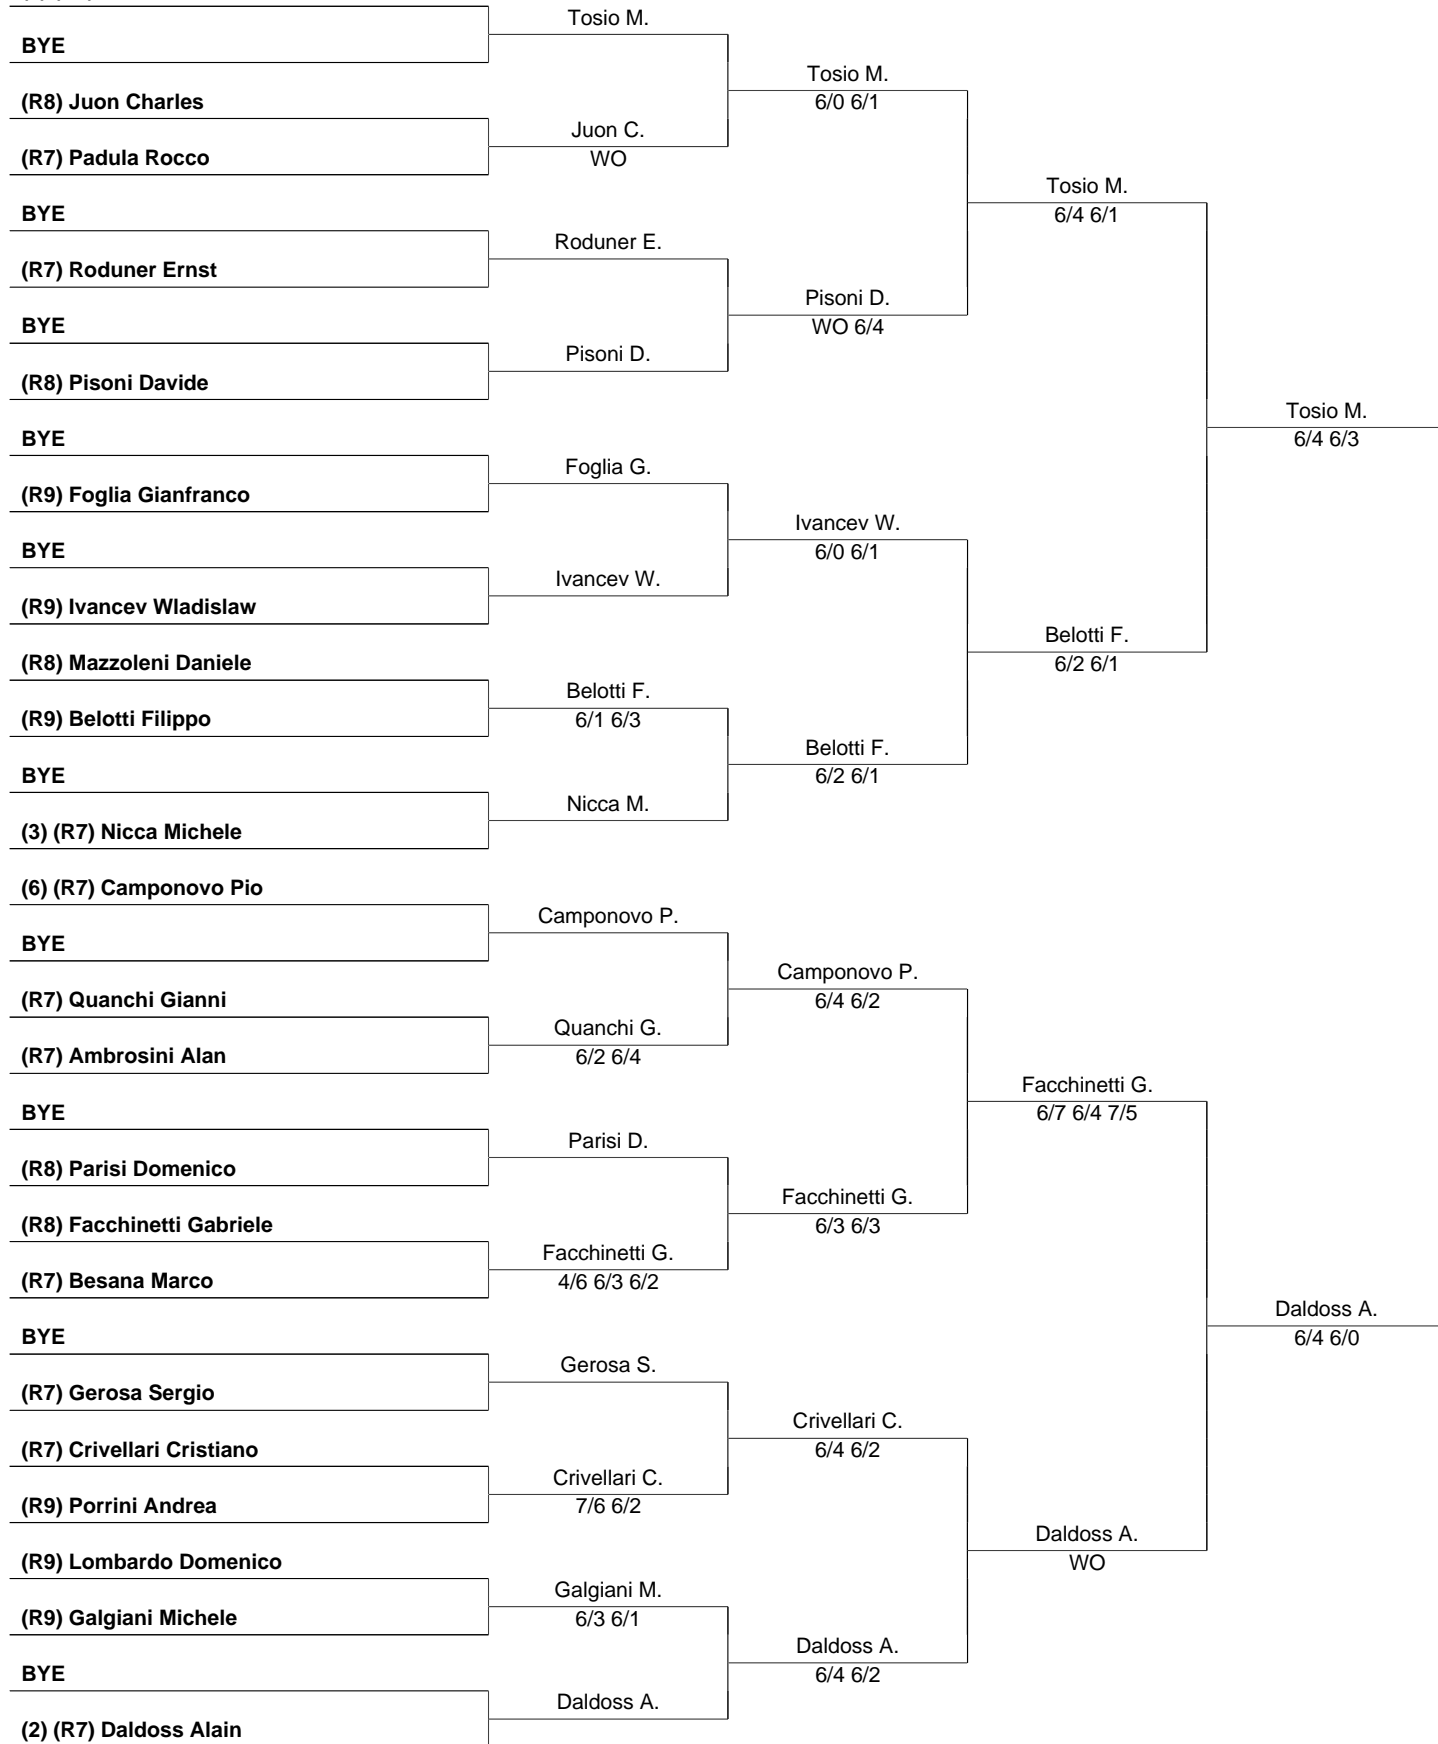 BYE
(R8) Juon Charles
(R7) Padula Rocco
BYE
(R7) Roduner Ernst
BYE
(R8) Pisoni Davide
BYE
(R9) Foglia Gianfranco
BYE
(R9) Ivancev Wladislaw
(R8) Mazzoleni Daniele
(R9) Belotti Filippo
BYE
(3) (R7) Nicca Michele
(6) (R7) Camponovo Pio
BYE
(R7) Quanchi Gianni
(R7) Ambrosini Alan
BYE
(R8) Parisi Domenico
(R8) Facchinetti Gabriele
(R7) Besana Marco
BYE
(R7) Gerosa Sergio
(R7) Crivellari Cristiano
(R9) Porrini Andrea
(R9) Lombardo Domenico
(R9) Galgiani Michele
BYE
(2) (R7) Daldoss Alain
Tosio M.
Juon C.
WO
Roduner E.
Pisoni D.
Foglia G.
Ivancev W.
Belotti F.
6/1 6/3
Nicca M.
Camponovo P.
Quanchi G.
6/2 6/4
Parisi D.
Facchinetti G.
4/6 6/3 6/2
Gerosa S.
Crivellari C.
7/6 6/2
Galgiani M.
6/3 6/1
Daldoss A.
Tosio M.
6/0 6/1
Pisoni D.
WO 6/4
Ivancev W.
6/0 6/1
Belotti F.
6/2 6/1
Camponovo P.
6/4 6/2
Facchinetti G.
6/3 6/3
Crivellari C.
6/4 6/2
Daldoss A.
6/4 6/2
Tosio M.
6/4 6/1
Belotti F.
6/2 6/1
Facchinetti G.
6/7 6/4 7/5
Daldoss A.
WO
Tosio M.
6/4 6/3
Daldoss A.
6/4 6/0